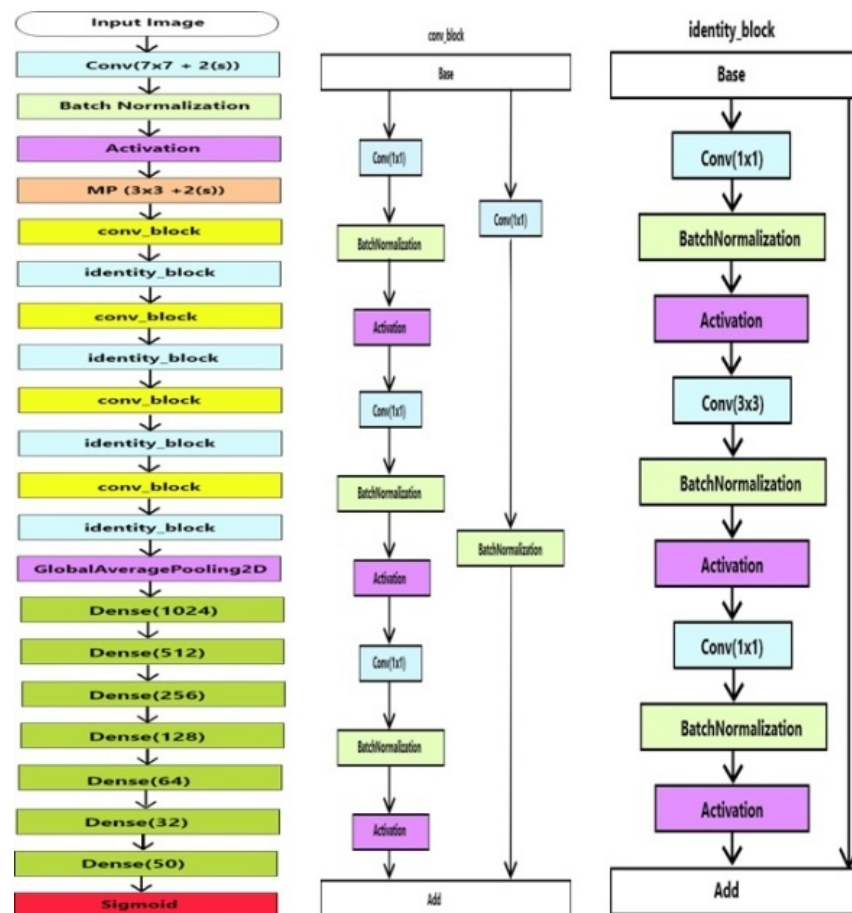 Input Image
Conv(7x7 + 2(s))
Batch Normalization
Activation
MP (3x3 +2(s))
conv_block
identity_block
conv_block
identity_block
conv_block
identity_block
conv_block
identity_block
GlobalAveragePooling2D
Dense(1024)
Dense(512)
Dense(256)
Dense(128)
Dense(64)
Dense(32)
Dense(50)
Sigmoid
conv_block
Base
Conv(1x1)
BatchNormalization
Activation
Conv(1x1)
BatchNormalization
Activation
Conv(1x1)
BatchNormalization
Activation
Conv(1x1)
BatchNormalization
Add
identity_block
Base
Conv(1x1)
BatchNormalization
Activation
Conv(3x3)
BatchNormalization
Activation
Conv(1x1)
BatchNormalization
Activation
Add